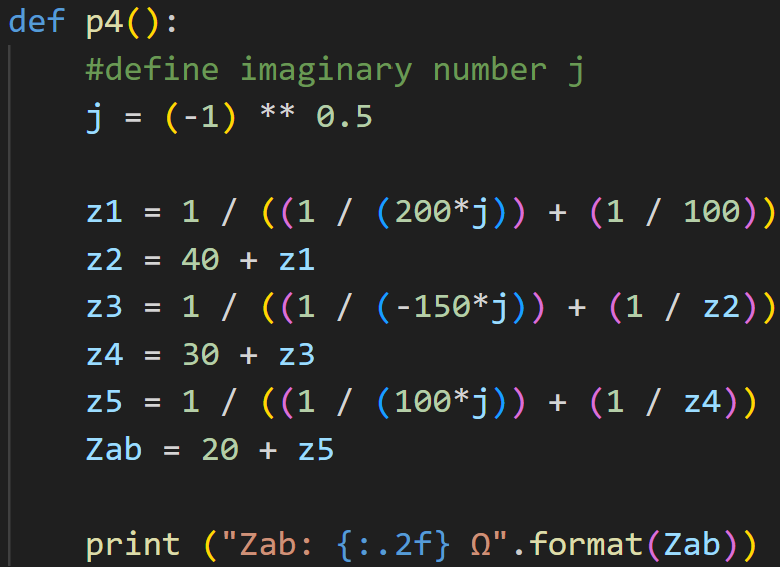 def p4():
    #define imaginary number j
    j = (-1) ** 0.5

    z1 = 1 / ((1 / (200*j)) + (1 / 100))
    z2 = 40 + z1
    z3 = 1 / ((1 / (-150*j)) + (1 / z2))
    z4 = 30 + z3
    z5 = 1 / ((1 / (100*j)) + (1 / z4))
    Zab = 20 + z5

    print ("Zab: {:.2f} Ω".format(Zab))